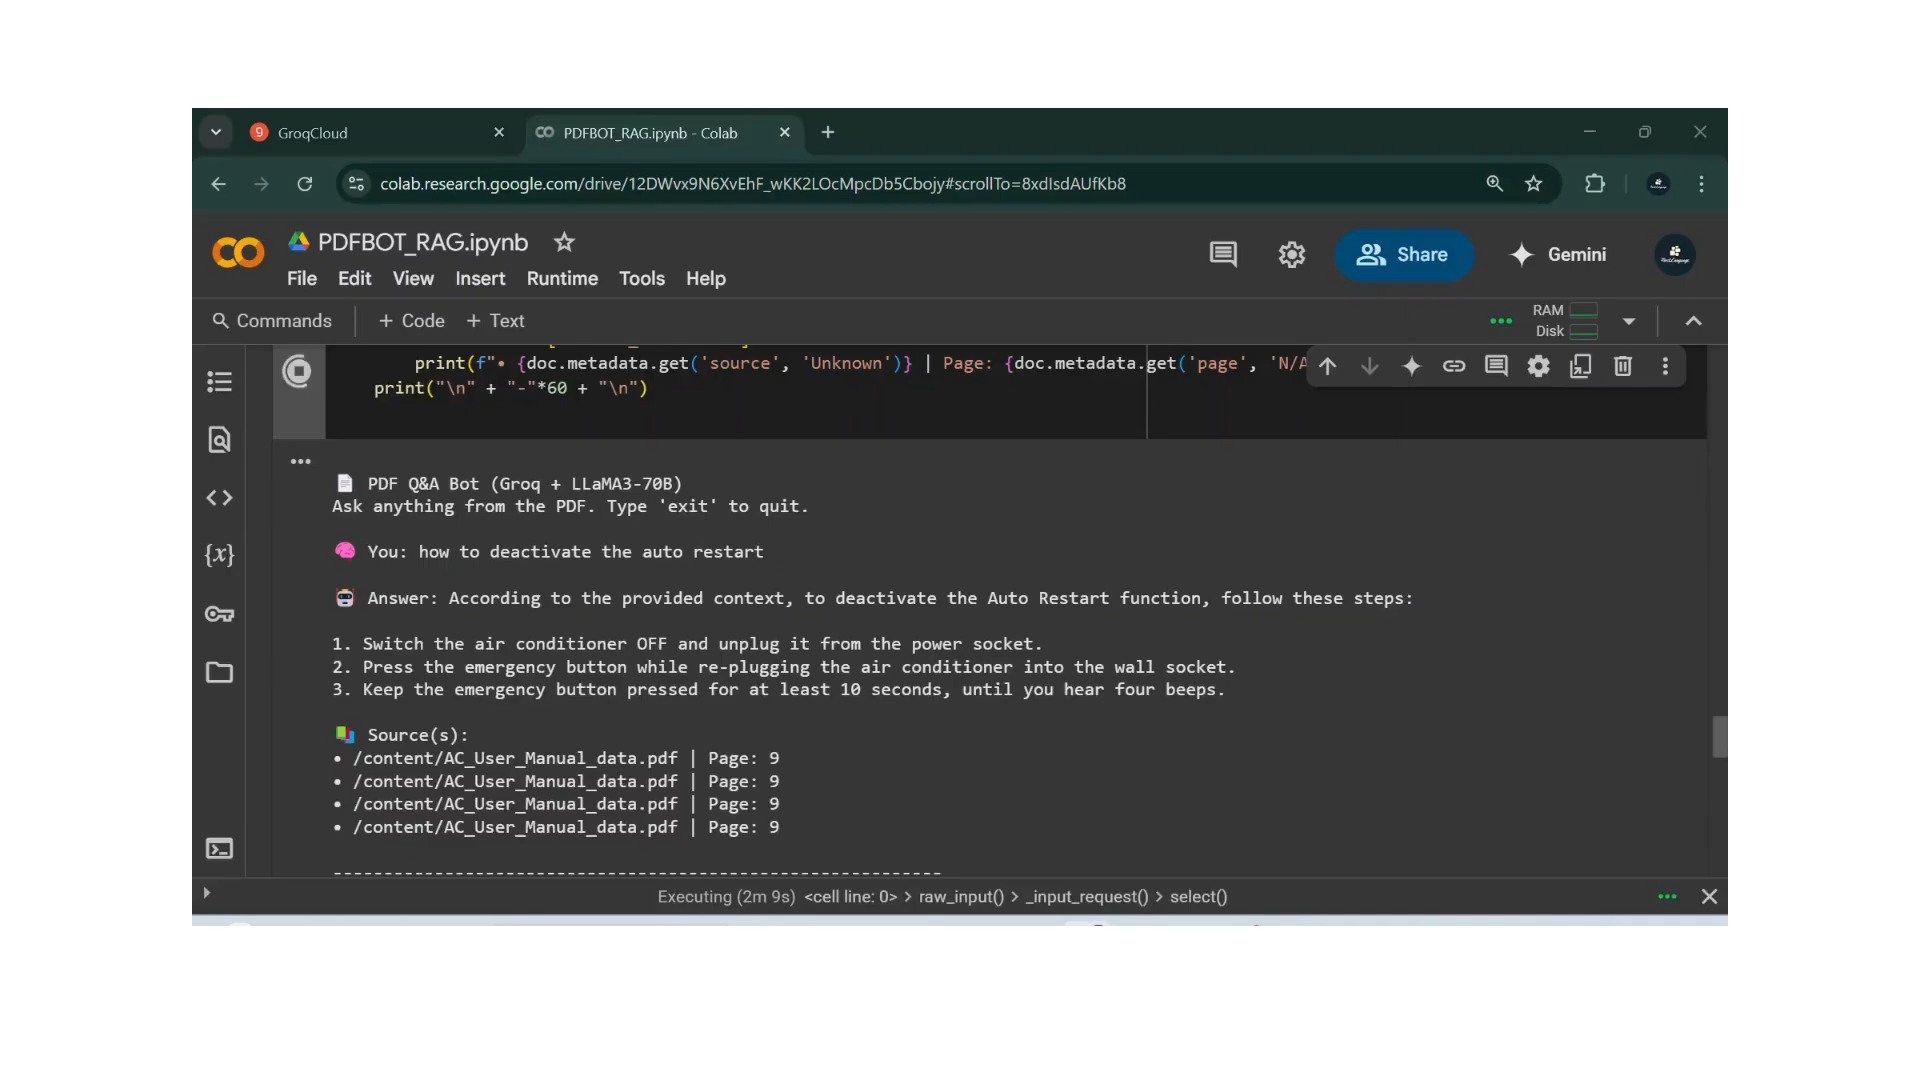 9 GroqCloud
PDFBOT_RAG.ipynb - Colab
colab.research.google.com/drive/12DWvx9N6XvEhF_wKK2LOcMpcDb5Cbojy#scrollTo=8xdIsdAUfKb8
PDFBOT_RAG.ipynb
Share
Gemini
File Edit View Insert Runtime Tools Help
Commands + Code + Text
RAM
Disk
print(f"• {doc.metadata.get('source', 'Unknown')} | Page: {doc.metadata.get('page', 'N/A
print("\n" + "-"*60 + "\n")
PDF Q&A Bot (Groq + LLaMA3-70B)
Ask anything from the PDF. Type 'exit' to quit.
You: how to deactivate the auto restart
Answer: According to the provided context, to deactivate the Auto Restart function, follow these steps:
1. Switch the air conditioner OFF and unplug it from the power socket.
2. Press the emergency button while re-plugging the air conditioner into the wall socket.
3. Keep the emergency button pressed for at least 10 seconds, until you hear four beeps.
Source(s):
• /content/AC_User_Manual_data.pdf | Page: 9
• /content/AC_User_Manual_data.pdf | Page: 9
• /content/AC_User_Manual_data.pdf | Page: 9
• /content/AC_User_Manual_data.pdf | Page: 9
------------------------------------------------------------
Executing (2m 9s) <cell line: 0> > raw_input() > _input_request() > select()